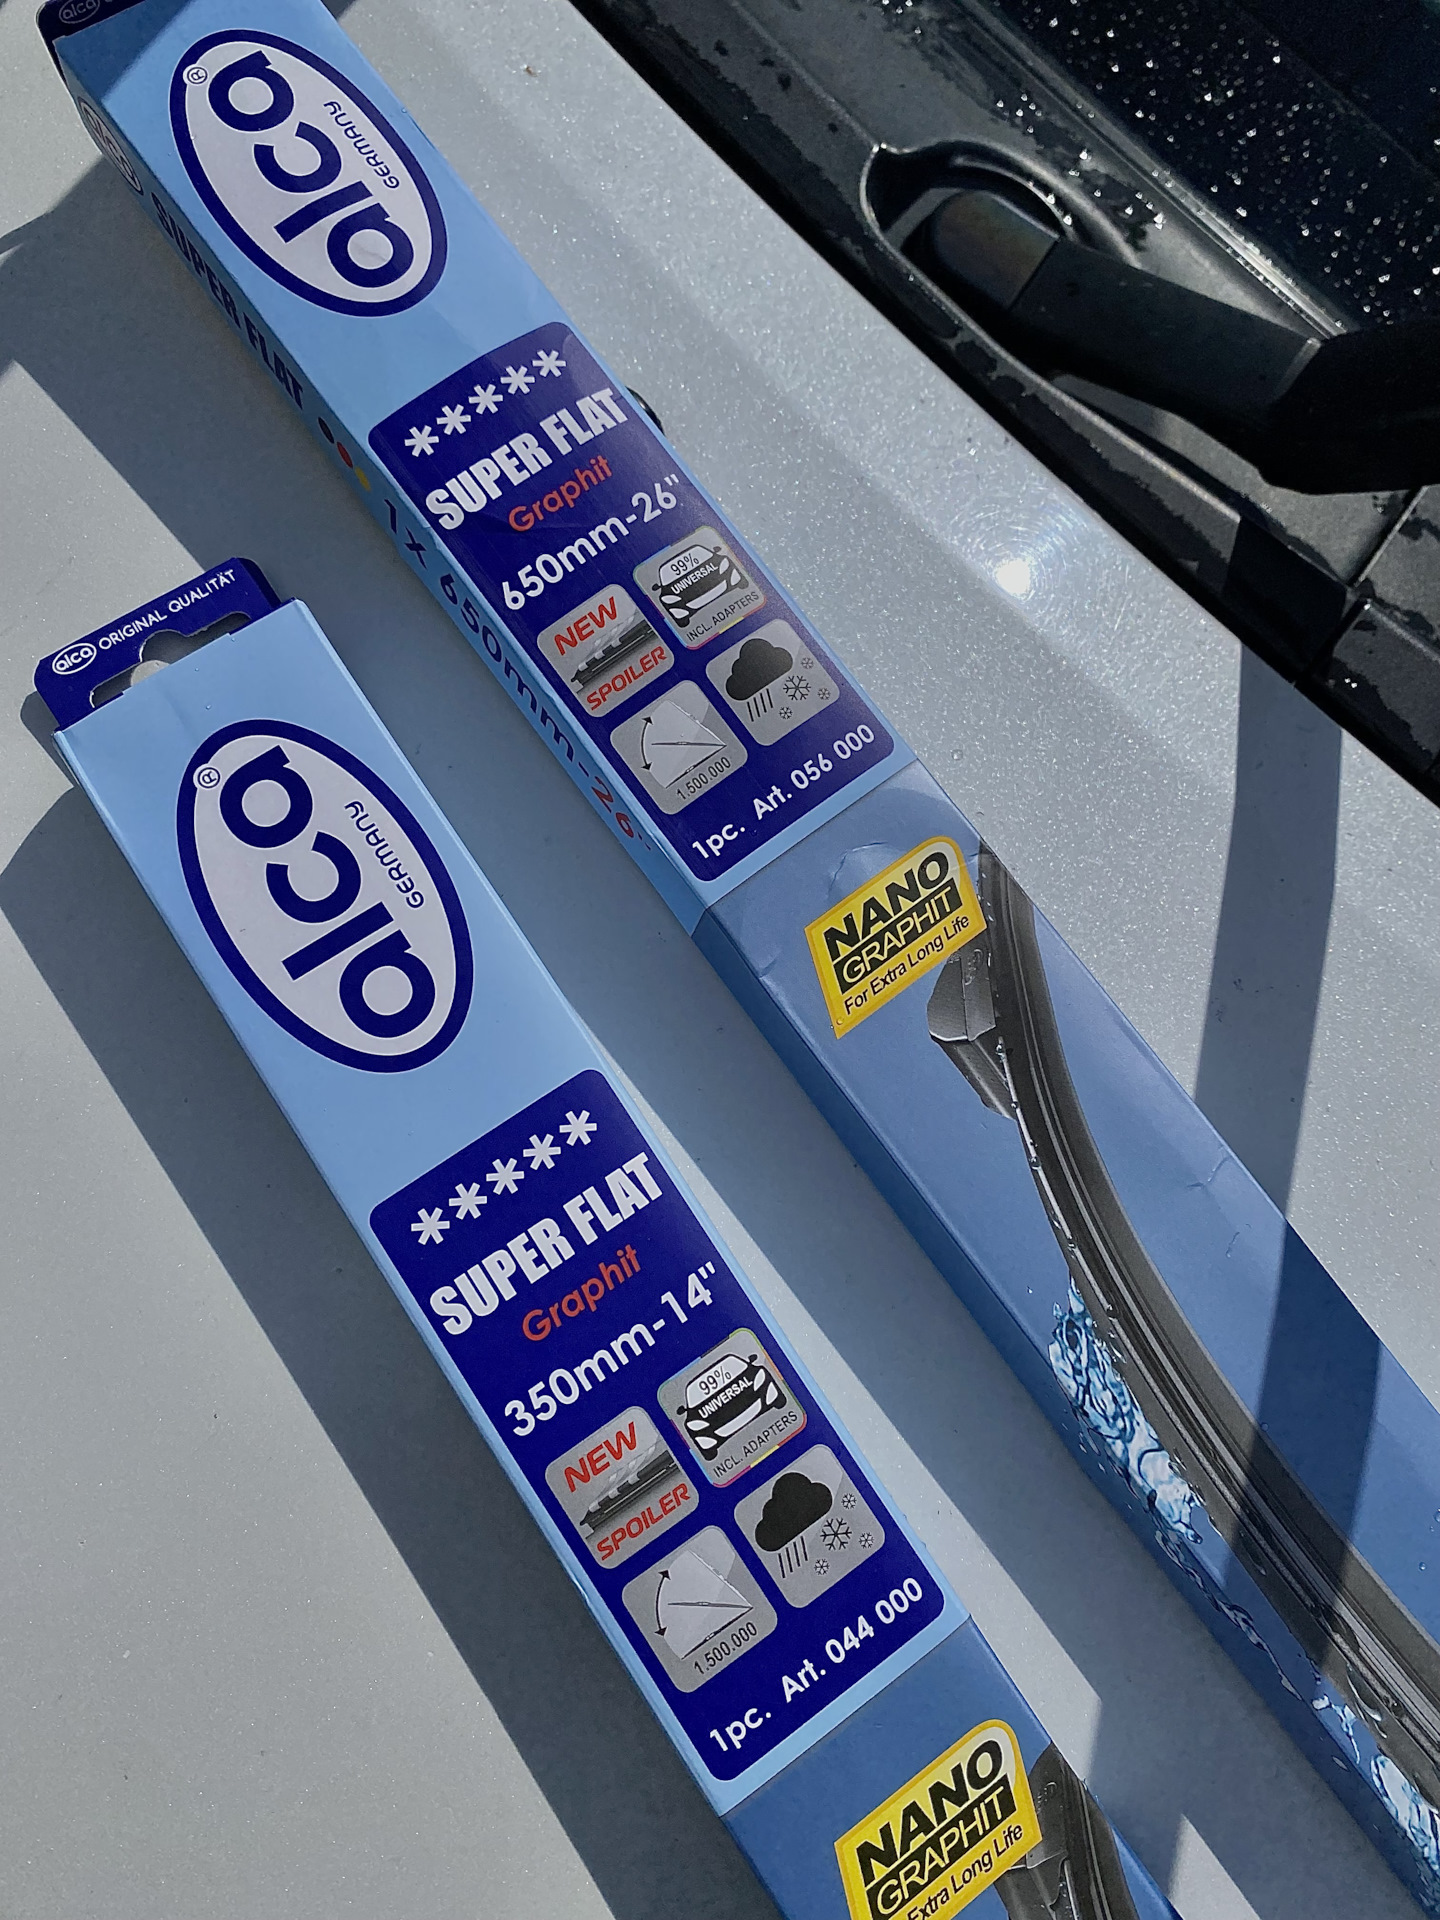 alca
alca
GERMANY
®
alca
SUPER FLAT
1 x 650mm-26"
*****
SUPER FLAT
Graphit
650mm-26"
NEW
SPOILER
99%
UNIVERSAL
INCL. ADAPTERS
1.500.000
1pc. Art. 056 000
NANO
GRAPHIT
For Extra Long Life
alca ORIGINAL QUALITÄT
alca
GERMANY
®
*****
SUPER FLAT
Graphit
350mm-14"
NEW
SPOILER
99%
UNIVERSAL
INCL. ADAPTERS
1.500.000
1pc. Art. 044 000
NANO
GRAPHIT
Extra Long Life